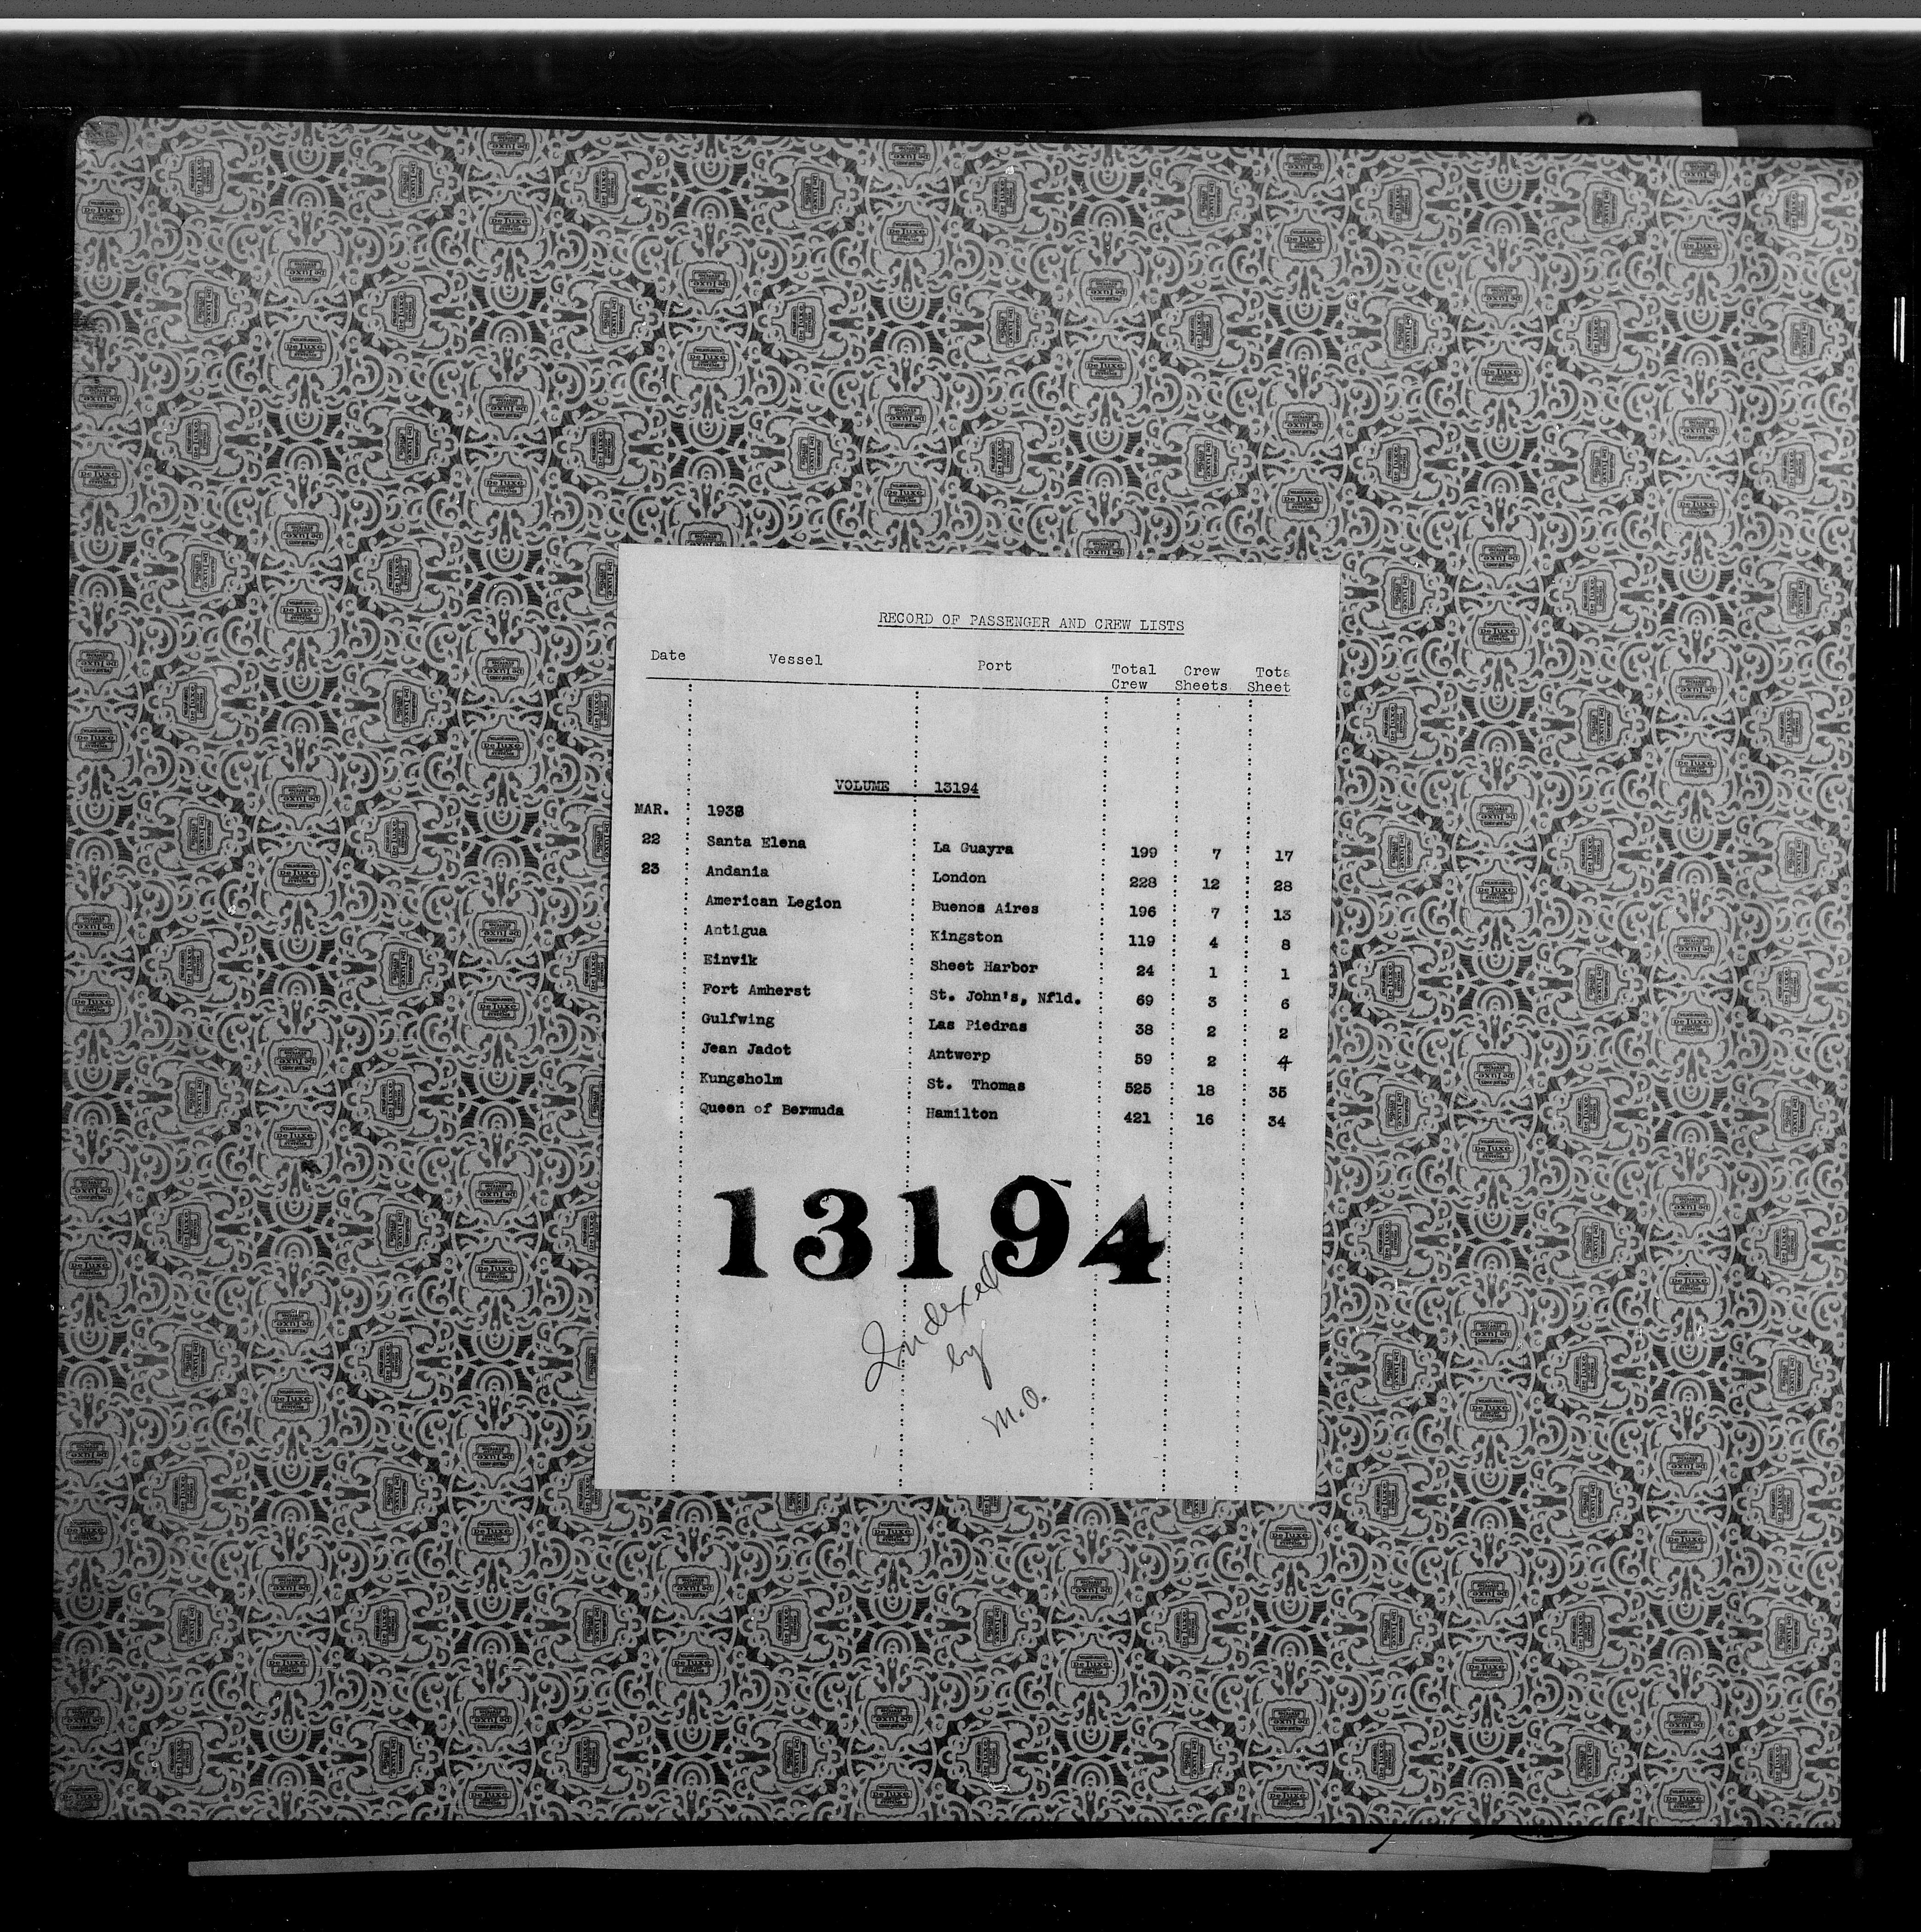 RECORD OF PASSENGER AND CREW LISTS
Date Vessel Port Total Crew Tota
Crew Sheets Sheet
VOLUME 13194
MAR. 1938
22 Santa Elena La Guayra 199 7 17
23 Andania London 228 12 28
American Legion Buenos Aires 196 7 13
Antigua Kingston 119 4 8
Einvik Sheet Harbor 24 1 1
Fort Amherst St. John's, Nfld. 69 3 6
Gulfwing Las Piedras 38 2 2
Jean Jadot Antwerp 59 2 4
Kungsholm St. Thomas 525 18 35
Queen of Bermuda Hamilton 421 16 34
13194
Indexed
by
M.O.
De Luxe